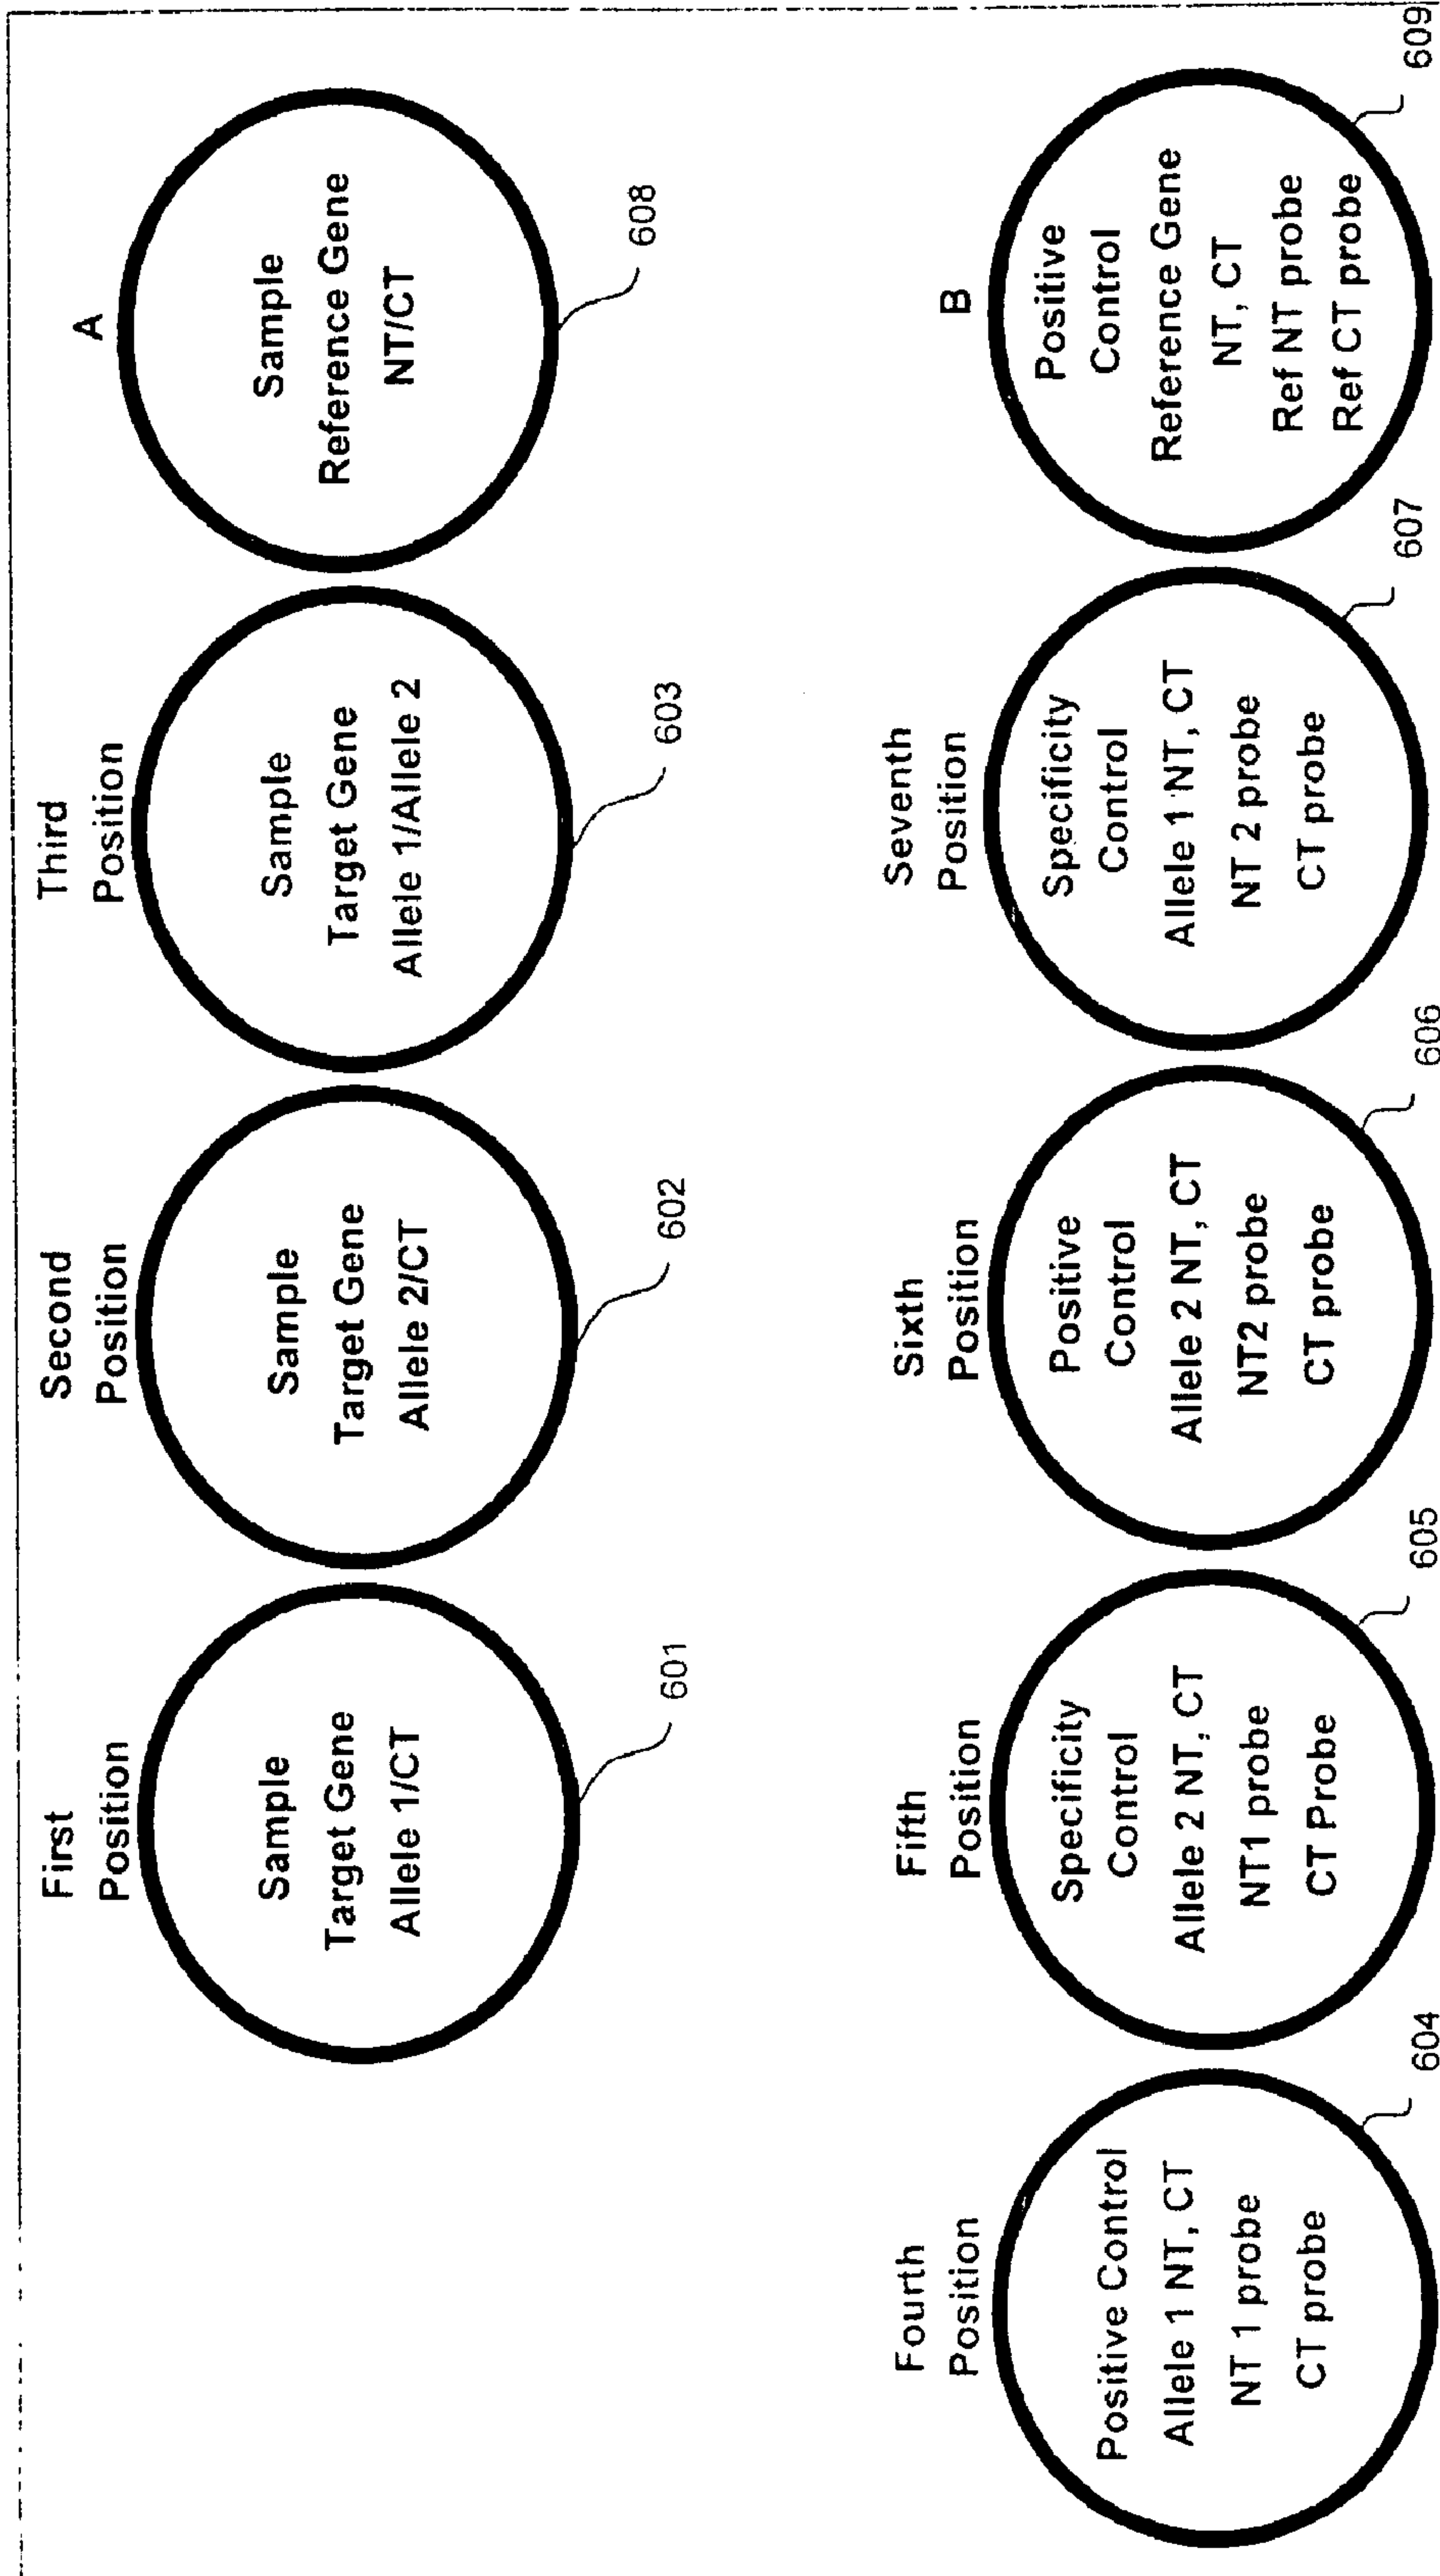 First
Position
Sample
Target Gene
Allele 1/CT
601
Second
Position
Sample
Target Gene
Allele 2/CT
602
Third
Position
Sample
Target Gene
Allele 1/Allele 2
603
A
Sample
Reference Gene
NT/CT
608
Fourth
Position
Positive Control
Allele 1 NT, CT
NT 1 probe
CT probe
604
Fifth
Position
Specificity
Control
Allele 2 NT, CT
NT1 probe
CT Probe
605
Sixth
Position
Positive
Control
Allele 2 NT, CT
NT2 probe
CT probe
606
Seventh
Position
Specificity
Control
Allele 1 NT, CT
NT 2 probe
CT probe
607
B
Positive
Control
Reference Gene
NT, CT
Ref NT probe
Ref CT probe
609